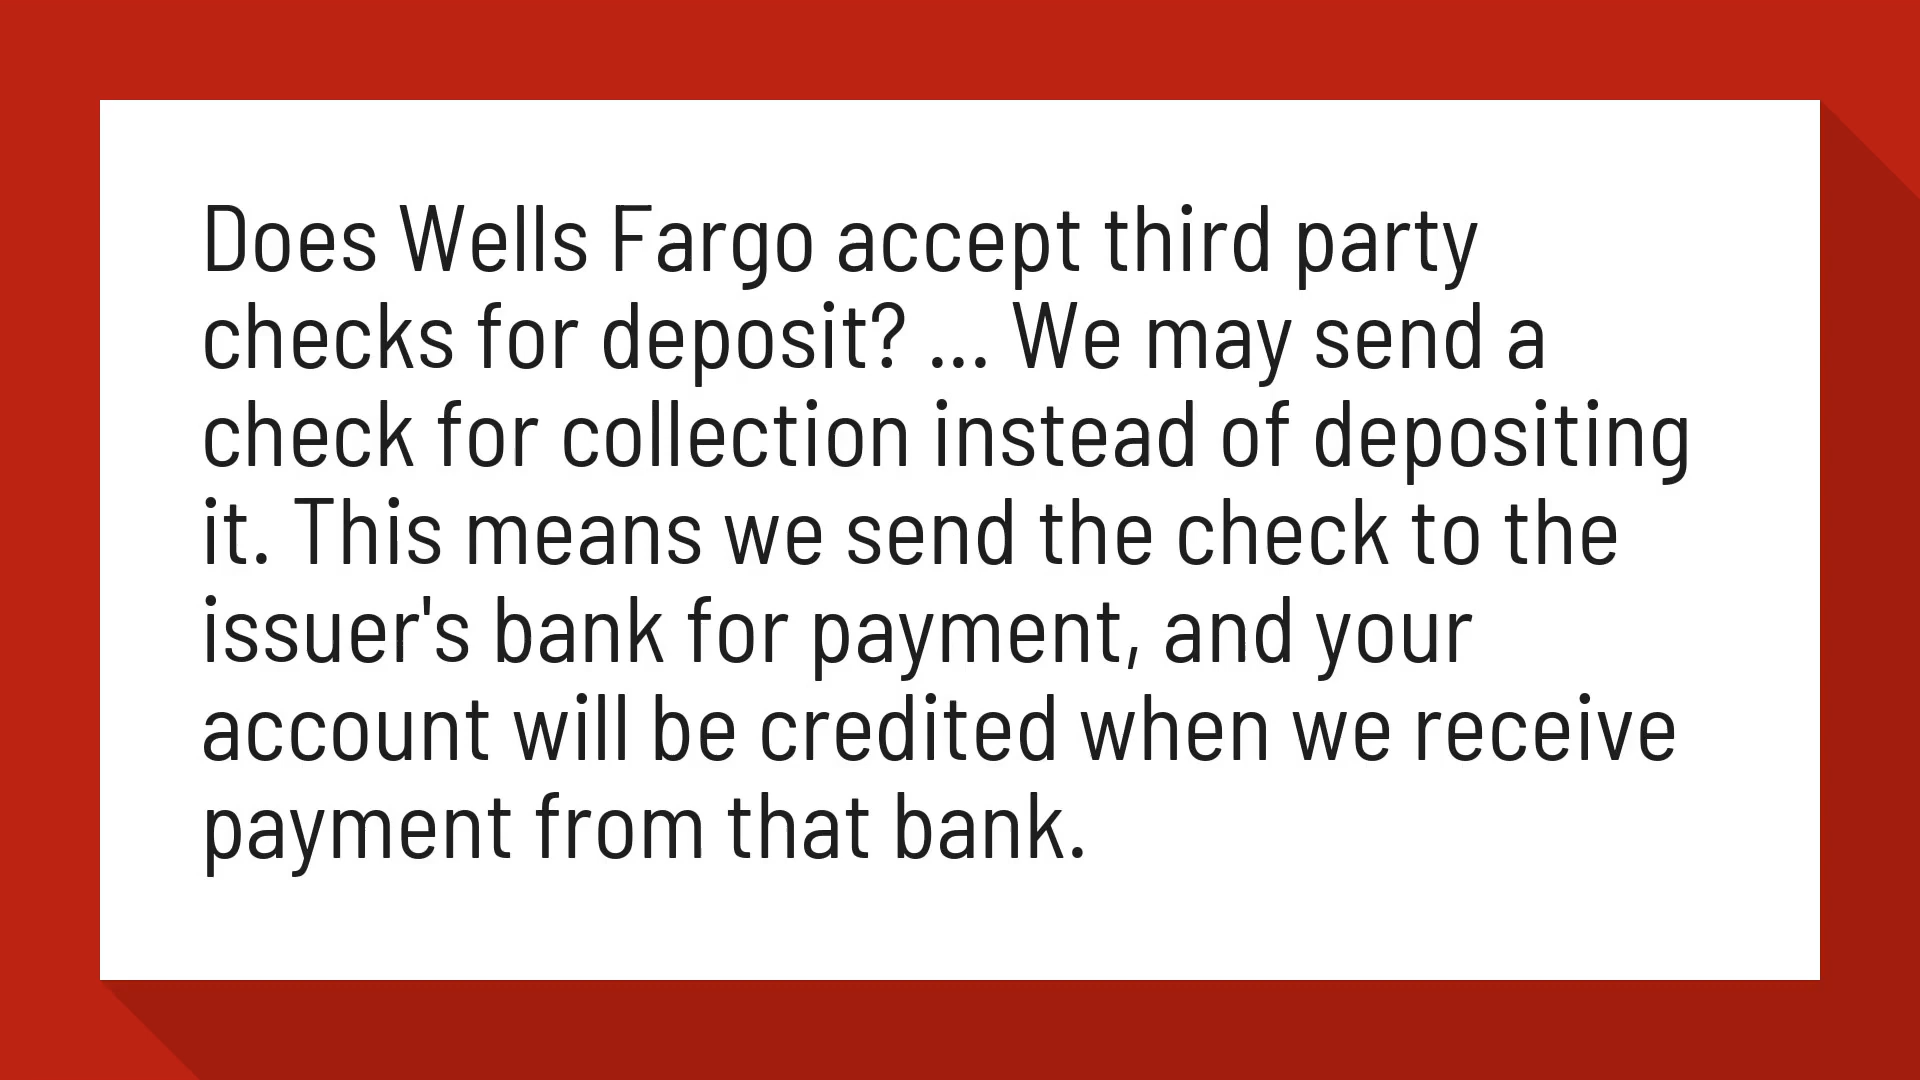 Does Wells Fargo accept third party
checks for deposit? ... We may send a
check for collection instead of depositing
it. This means we send the check to the
issuer's bank for payment, and your
account will be credited when we receive
payment from that bank.